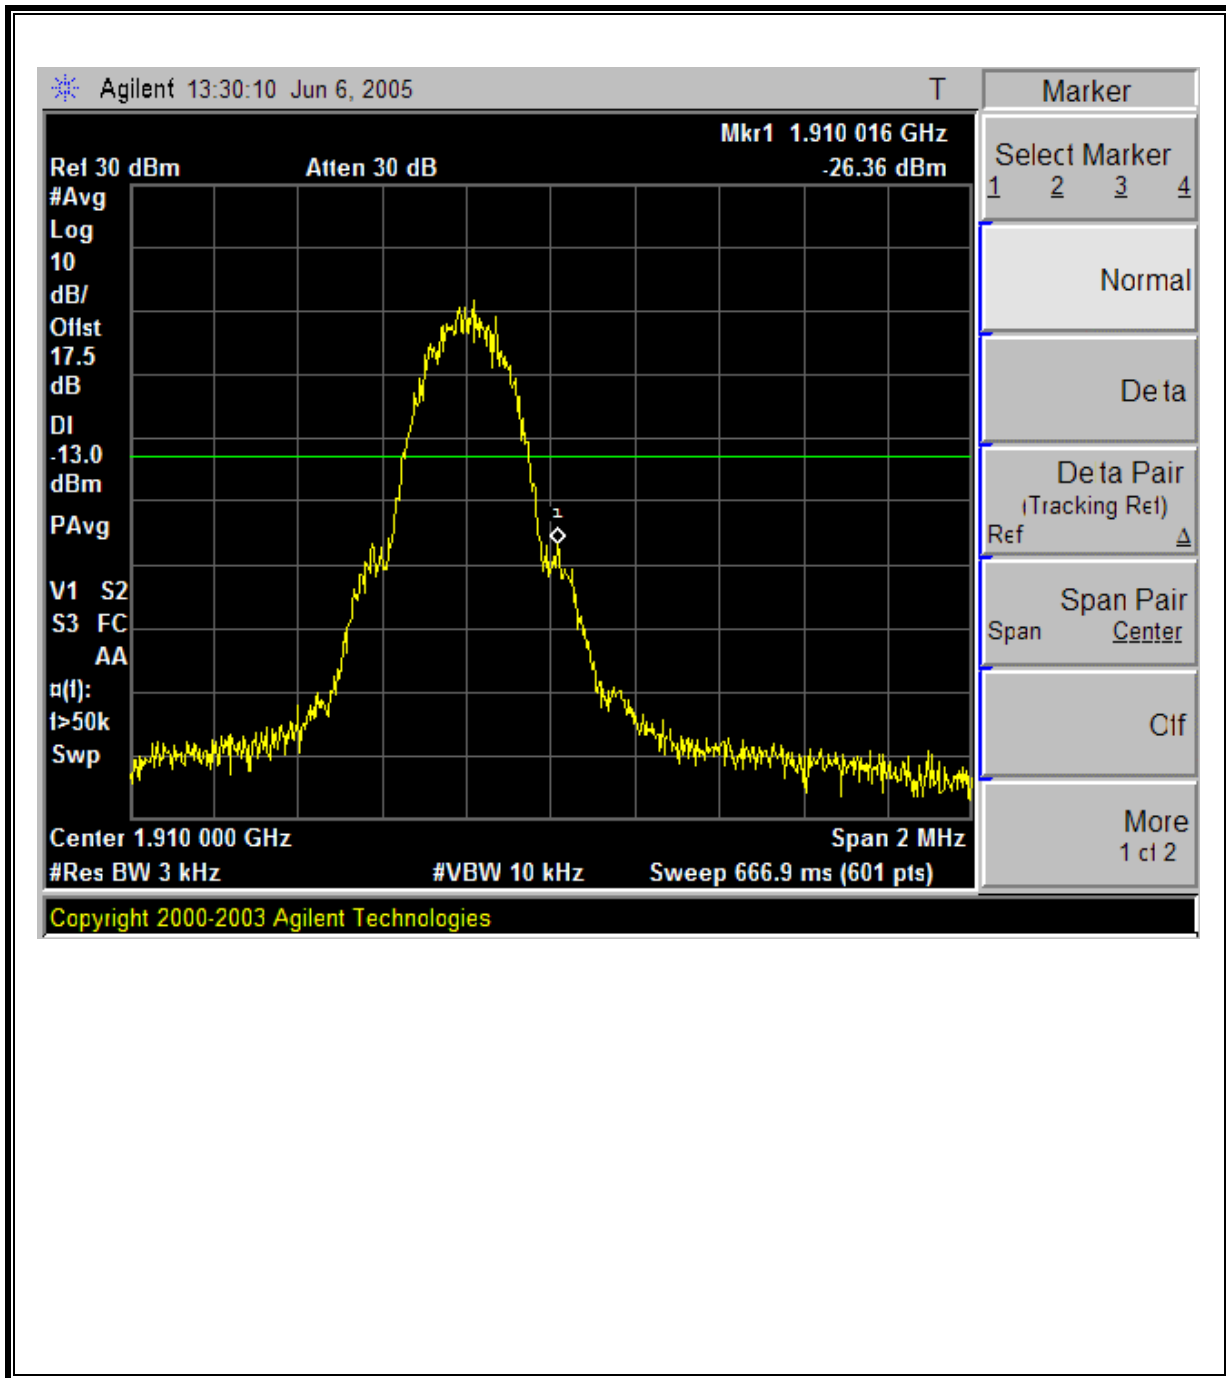 Agilent 13:30:10 Jun 6, 2005 T
Marker
Mkr1 1.910 016 GHz
Ref 30 dBm Atten 30 dB -26.36 dBm
#Avg
Log
10
dB/
Offst
17.5
dB
DI
-13.0
dBm
PAvg
V1 S2
S3 FC
AA
¤(f):
f>50k
Swp
1
Center 1.910 000 GHz Span 2 MHz
#Res BW 3 kHz #VBW 10 kHz Sweep 666.9 ms (601 pts)
Copyright 2000-2003 Agilent Technologies
Select Marker
1 2 3 4
Normal
Delta
Delta Pair
(Tracking Ref)
Ref Δ
Span Pair
Span Center
Off
More
1 of 2